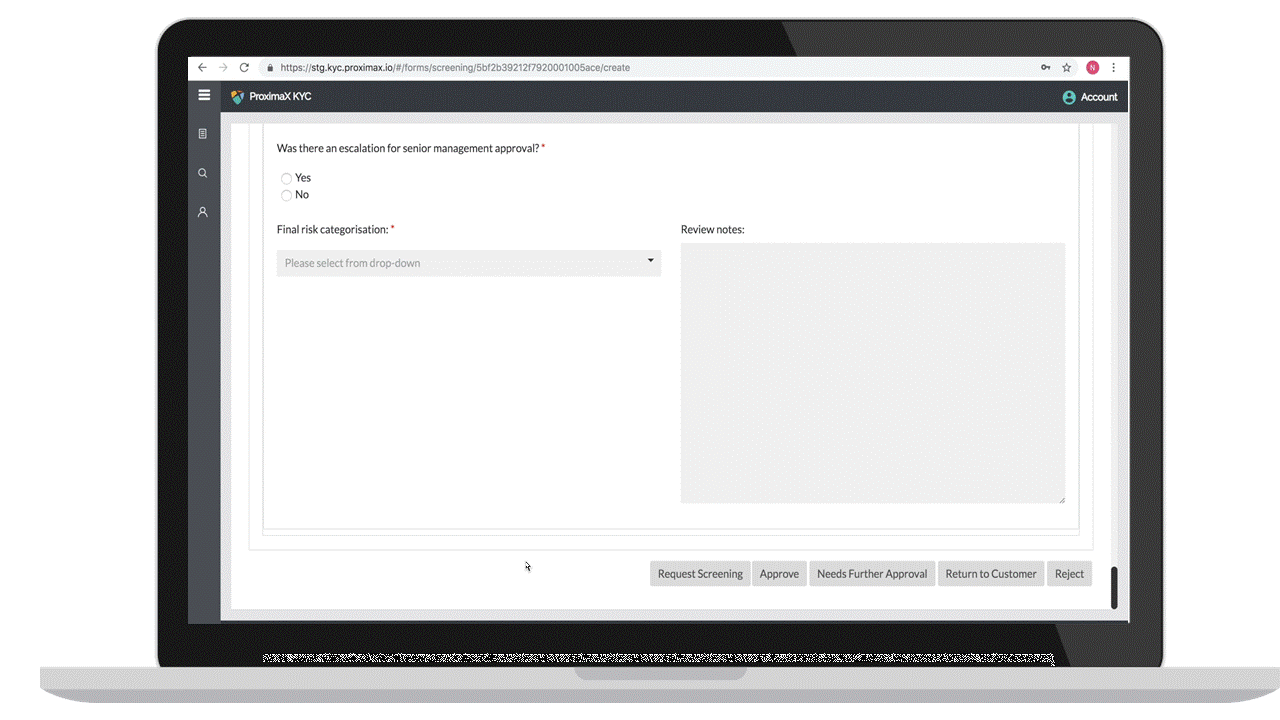 https://stg.kyc.proximax.io/#/forms/screening/5bf2b39212f7920001005ace/create
N
ProximaX KYC
Account
Was there an escalation for senior management approval? *
Yes
No
Final risk categorisation: *
Review notes:
Please select from drop-down
Request Screening
Approve
Needs Further Approval
Return to Customer
Reject